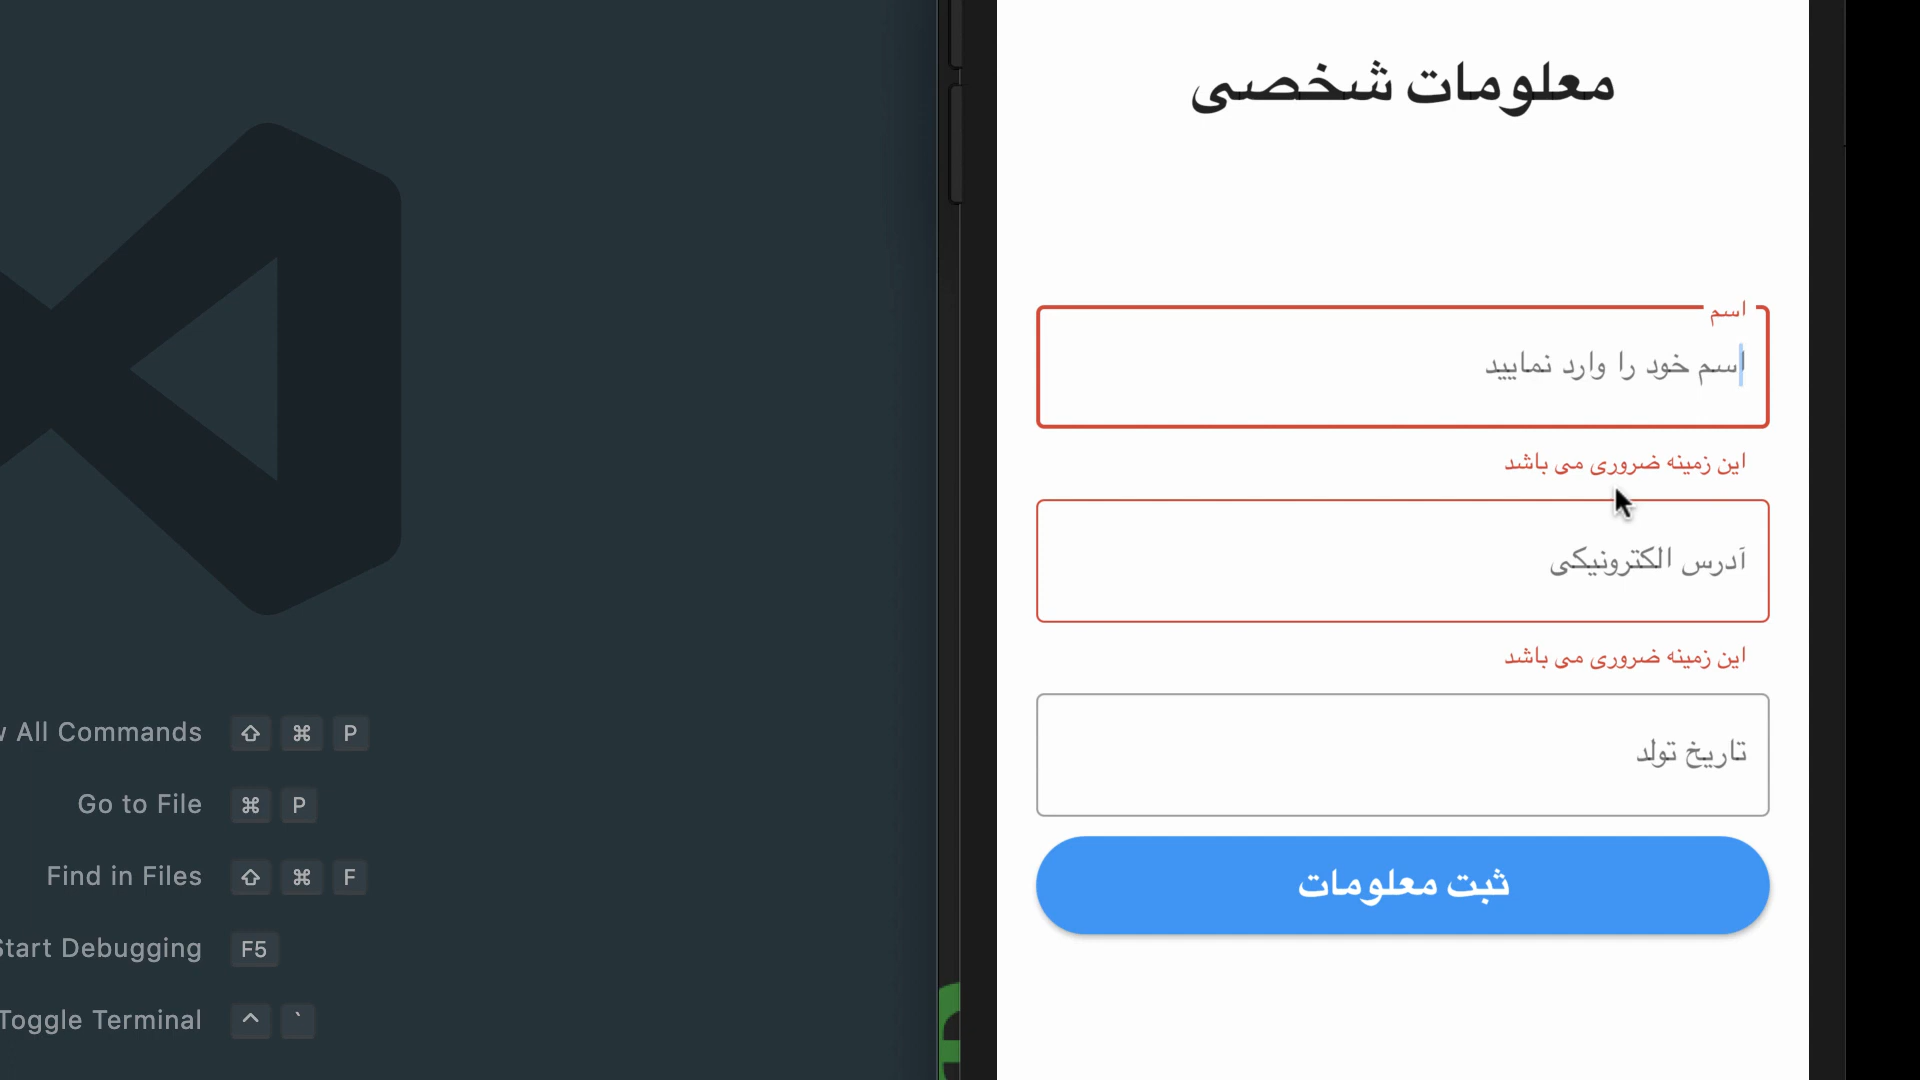 All Commands ⇧ ⌘ P
Go to File ⌘ P
Find in Files ⇧ ⌘ F
Start Debugging F5
Toggle Terminal ^ `
معلومات شخصی
اسم
اسم خود را وارد نمایید
این زمینه ضروری می باشد
آدرس الکترونیکی
این زمینه ضروری می باشد
تاریخ تولد
ثبت معلومات